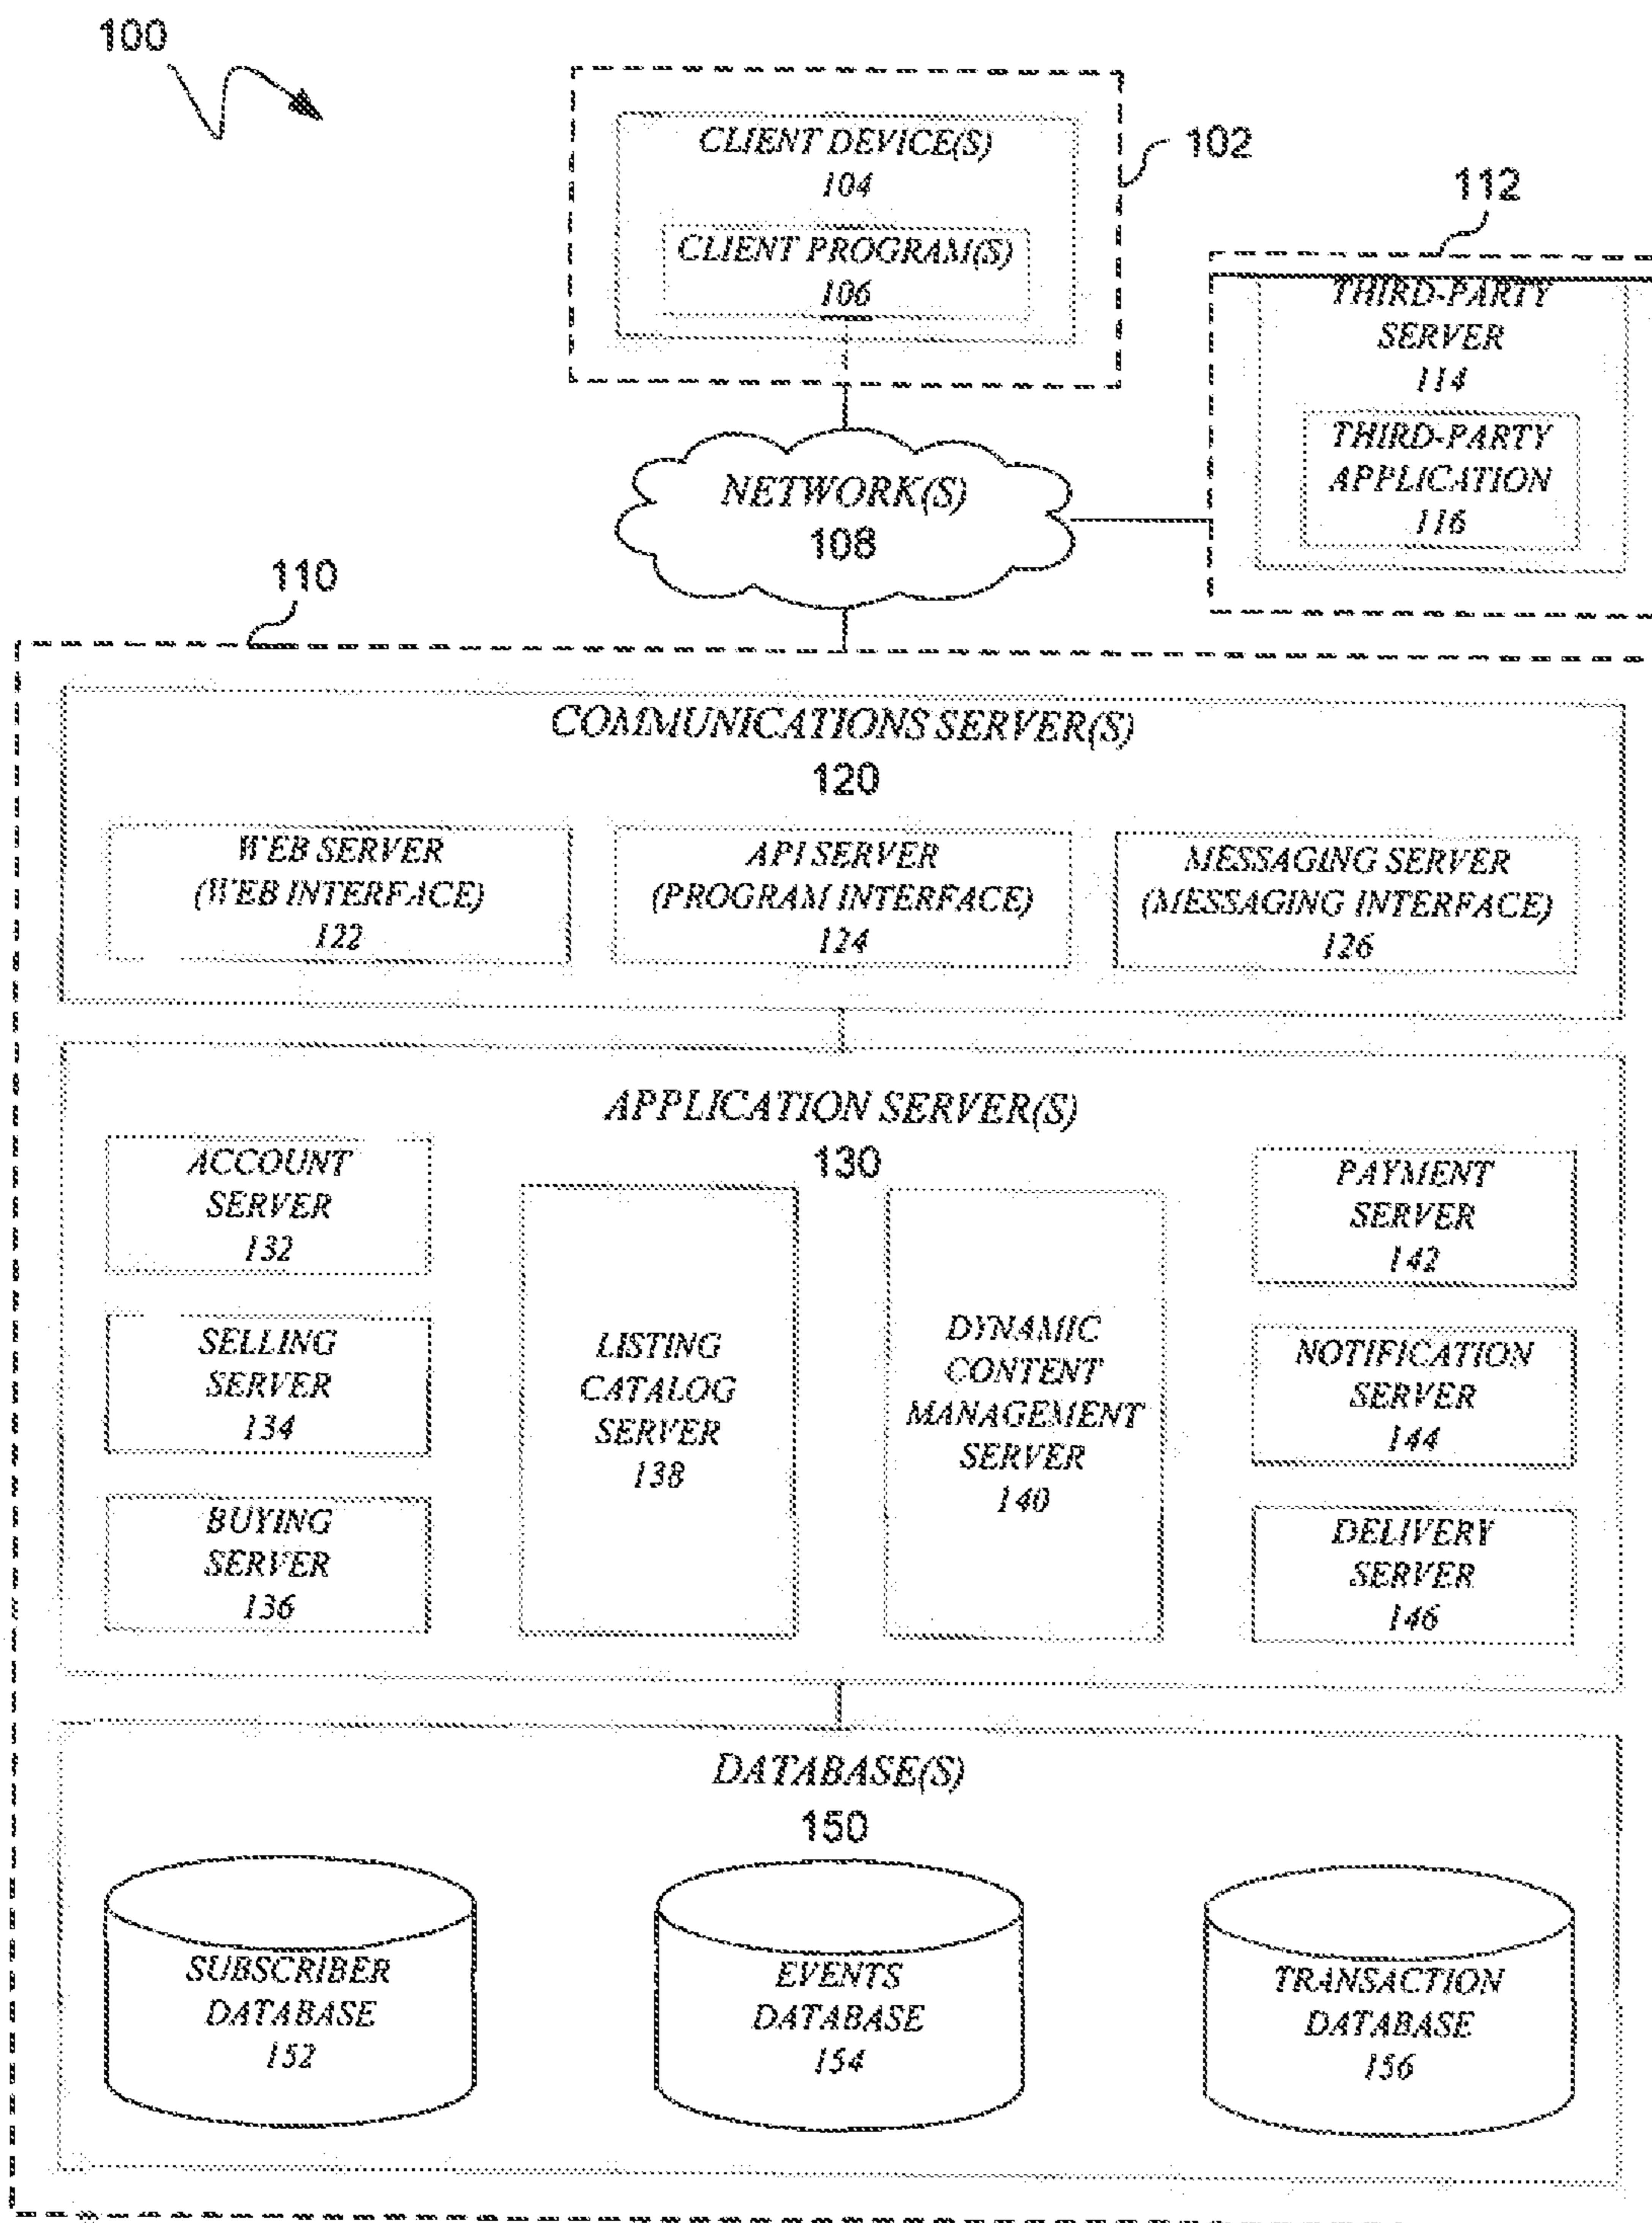 100
CLIENT DEVICE(S)
104
102
CLIENT PROGRAM(S)
106
112
THIRD-PARTY
SERVER
114
THIRD-PARTY
APPLICATION
116
NETWORK(S)
108
110
COMMUNICATIONS SERVER(S)
120
WEB SERVER
(WEB INTERFACE)
122
API SERVER
(PROGRAM INTERFACE)
124
MESSAGING SERVER
(MESSAGING INTERFACE)
126
APPLICATION SERVER(S)
130
ACCOUNT
SERVER
132
SELLING
SERVER
134
BUYING
SERVER
136
LISTING
CATALOG
SERVER
138
DYNAMIC
CONTENT
MANAGEMENT
SERVER
140
PAYMENT
SERVER
142
NOTIFICATION
SERVER
144
DELIVERY
SERVER
146
DATABASE(S)
150
SUBSCRIBER
DATABASE
152
EVENTS
DATABASE
154
TRANSACTION
DATABASE
156